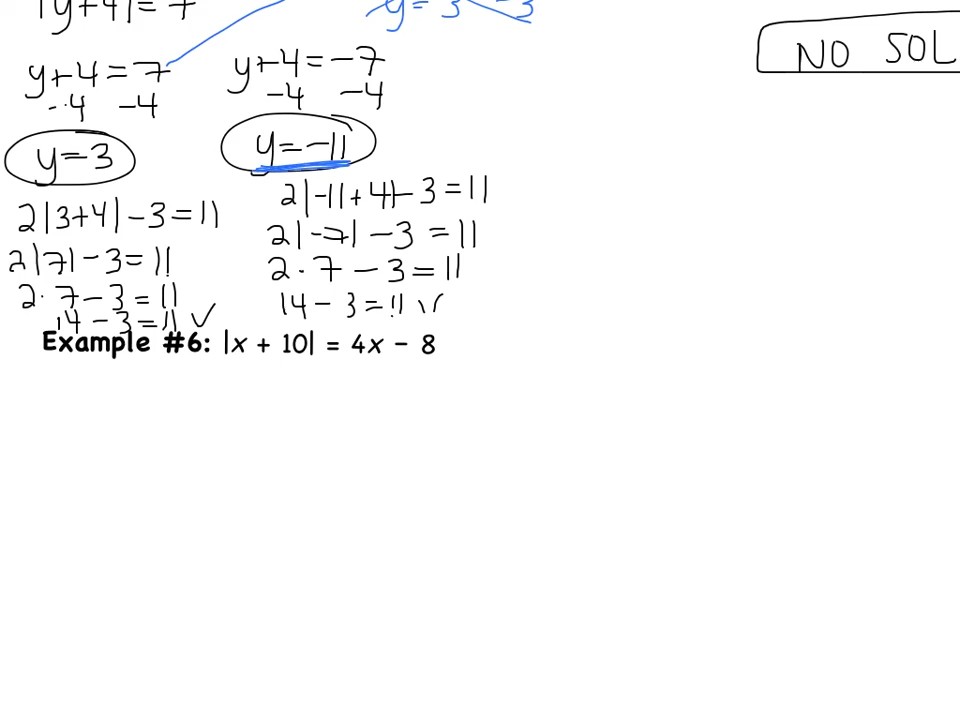 |y+4|=7
y= 3 -3
NO SOL
y+4=7
y+4=-7
-4 -4
-4 -4
y=3
y=-11
2|3+4|-3=11
2|-11+4|-3=11
2|7|-3=11
2|-7|-3=11
2·7-3=11
2·7-3=11
14-3=11✓
14-3=11✓
Example #6: |x + 10| = 4x - 8